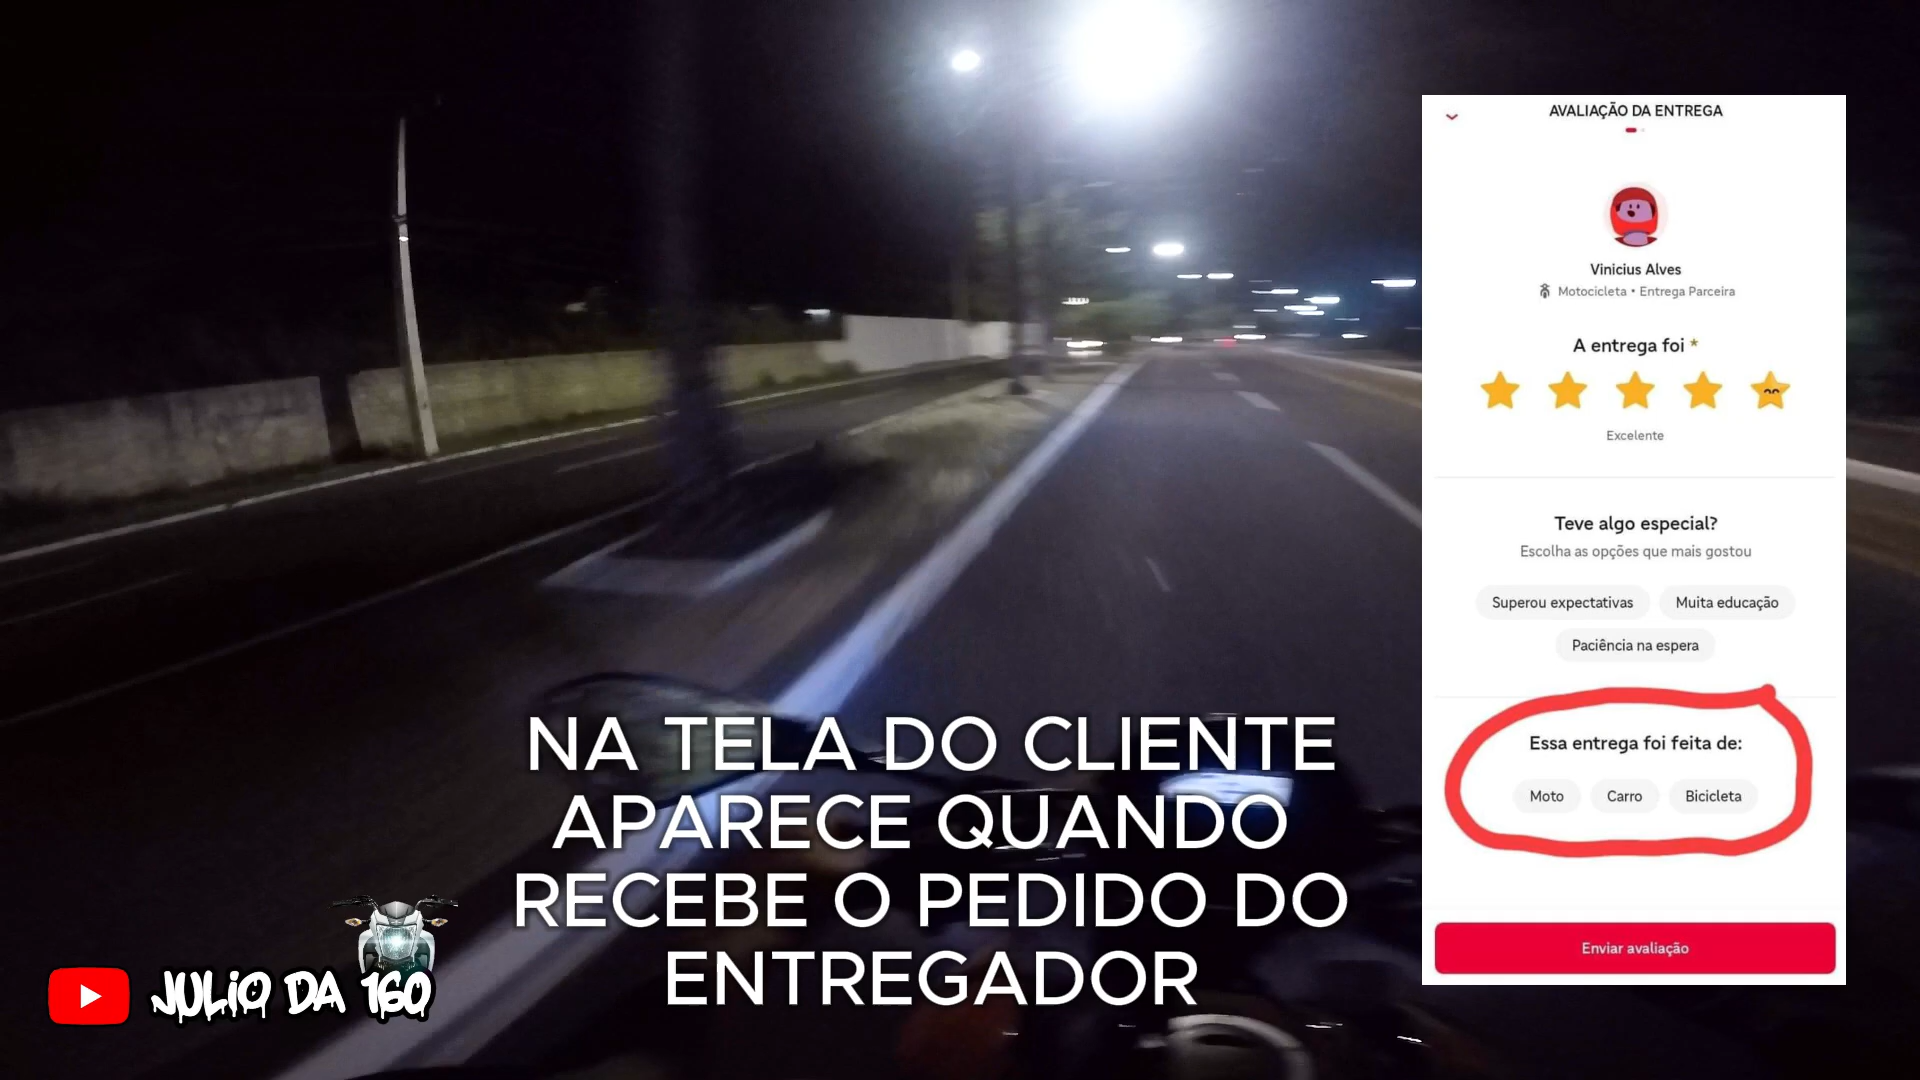 AVALIAÇÃO DA ENTREGA
Vinicius Alves
Motocicleta • Entrega Parceira
A entrega foi *
Excelente
Teve algo especial?
Escolha as opções que mais gostou
Superou expectativas
Muita educação
Paciência na espera
Essa entrega foi feita de:
Moto
Carro
Bicicleta
Enviar avaliação
NA TELA DO CLIENTE
APARECE QUANDO
RECEBE O PEDIDO DO
ENTREGADOR
JULIO DA 160